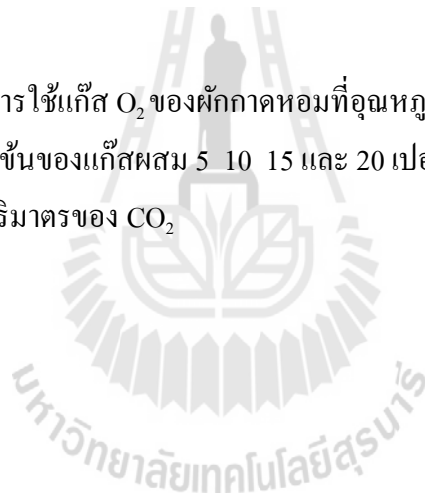 ารใช้แก๊ส O₂ ของผักกาดหอมที่อุณหภู
ข้นของแก๊สผสม 5 10 15 และ 20 เปอ
ริมาตรของ CO₂
มหาวิทยาลัยเทคโนโลยีสุรนารี